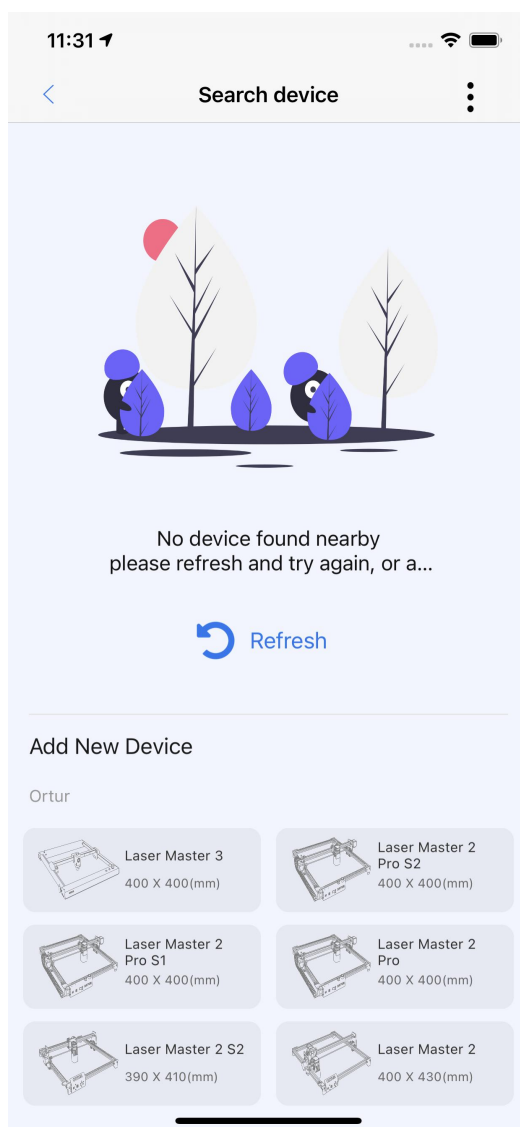 11:31
Search device
No device found nearby
please refresh and try again, or a...
Refresh
Add New Device
Ortur
Laser Master 3
400 X 400(mm)
Laser Master 2
Pro S2
400 X 400(mm)
Laser Master 2
Pro S1
400 X 400(mm)
Laser Master 2
Pro
400 X 400(mm)
Laser Master 2 S2
390 X 410(mm)
Laser Master 2
400 X 430(mm)